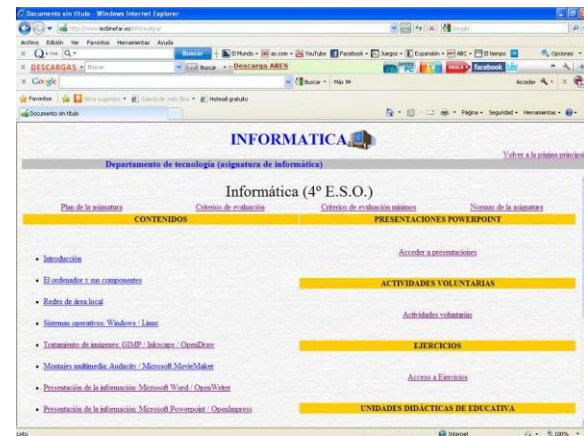 Documento sin título - Windows Internet Explorer
Archivo Edición Ver Favoritos Herramientas Ayuda
Buscar El Mundo as.com YouTube Facebook Juegos Expansión ABC El tiempo Opciones
DESCARGAS Buscar Buscar Descarga ARES facebook
Google Buscar Más >> Acceder
Favoritos Sitios sugeridos Galería de Web Slice Hotmail gratuito
Documento sin título Página Seguridad Herramientas
INFORMATICA
Volver a la página principal
Departamento de tecnología (asignatura de informática)
Informática (4º E.S.O.)
Plan de la asignatura Criterios de evaluación Criterios de evaluación mínimos Normas de la asignatura
CONTENIDOS PRESENTACIONES POWERPOINT
Acceder a presentaciones
Introducción
El ordenador y sus componentes
ACTIVIDADES VOLUNTARIAS
Redes de área local
Actividades voluntarias
Sistemas operativos: Windows / Linux
Tratamiento de imágenes: GIMP / Inkscape / OpenDraw
EJERCICIOS
Montajes multimedia: Audacity / Microsoft MovieMaker
Acceso a Ejercicios
Presentación de la información: Microsoft Word / OpenWriter
Presentación de la información: Microsoft Powerpoint / OpenImpress
UNIDADES DIDÁCTICAS DE EDUCATIVA
Listo Internet 100%